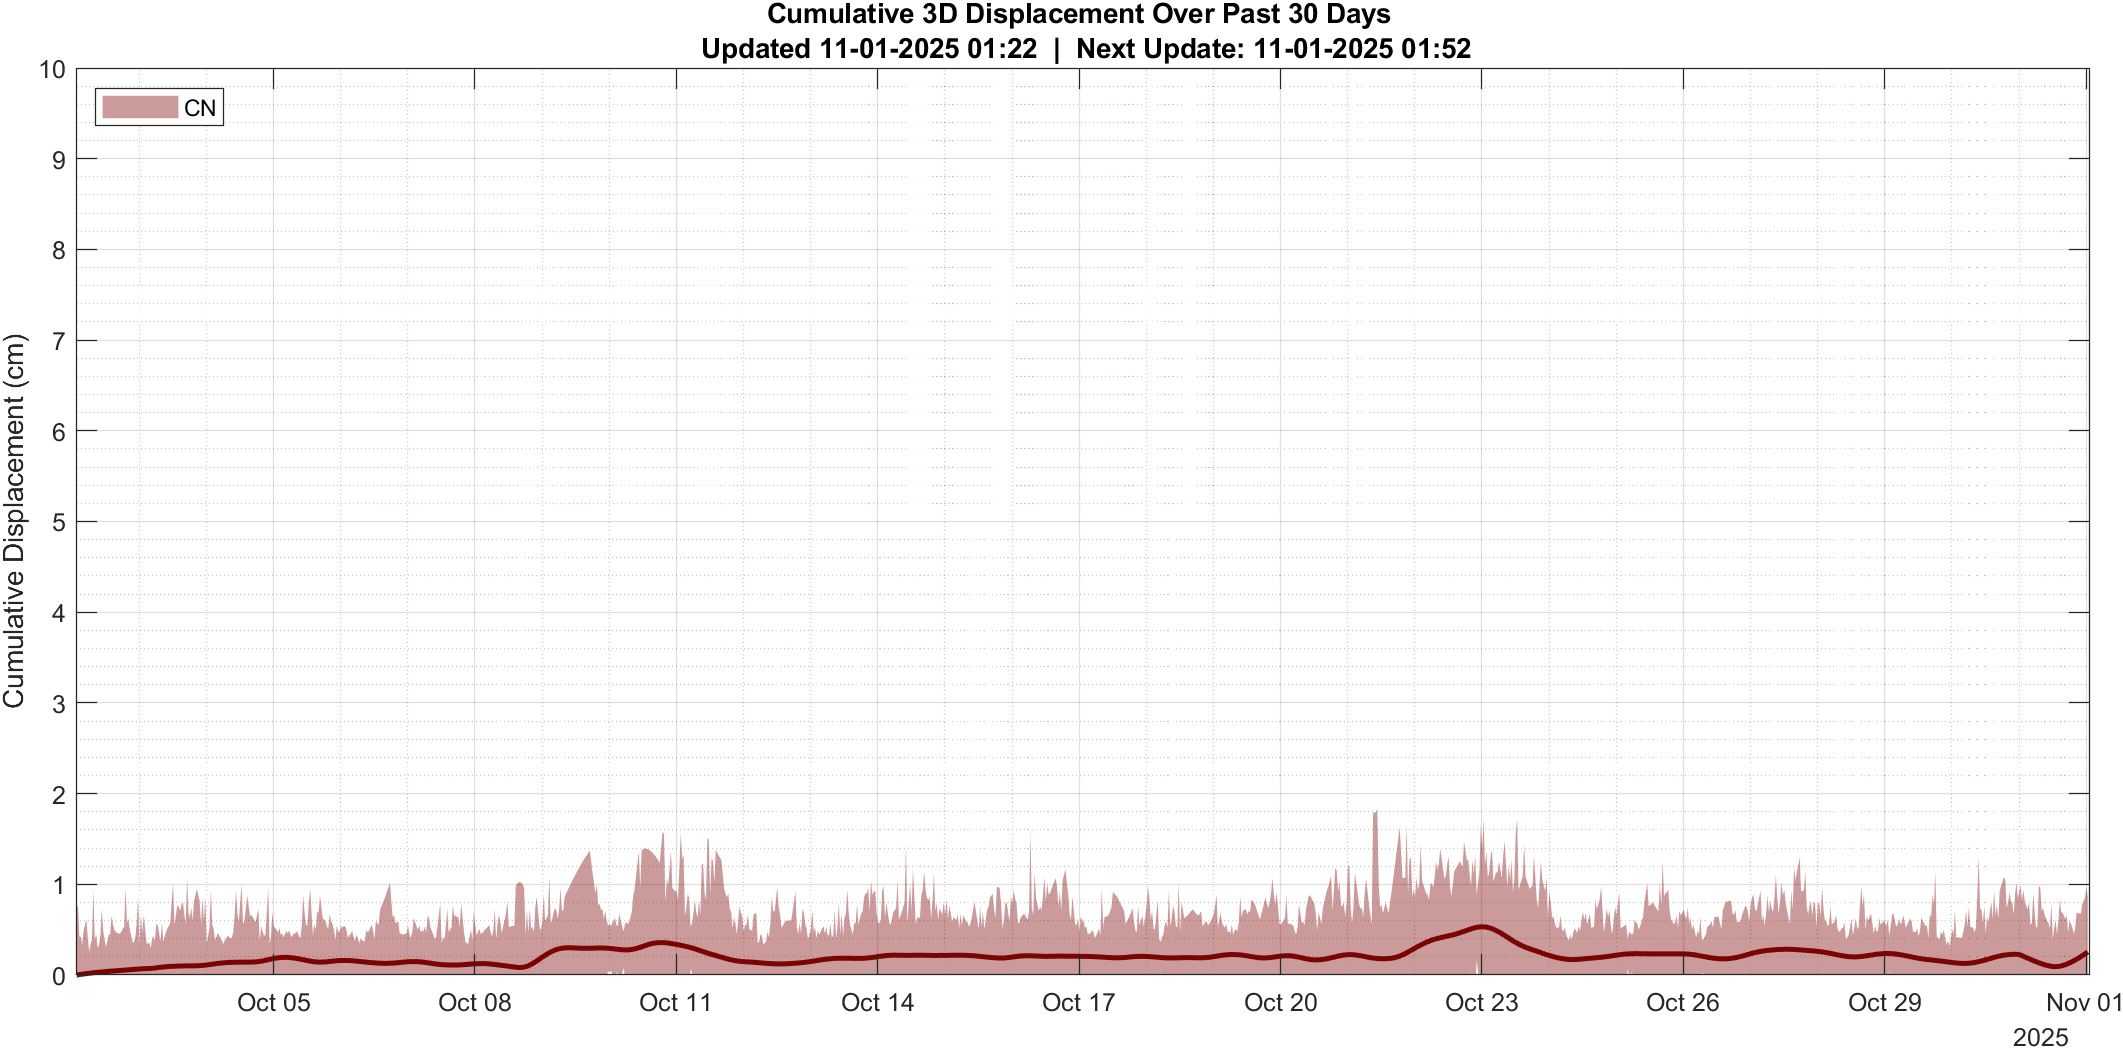 Cumulative 3D Displacement Over Past 30 Days
Updated 11-01-2025 01:22 | Next Update: 11-01-2025 01:52
CN
Cumulative Displacement (cm)
10
9
8
7
6
5
4
3
2
1
0
Oct 05 Oct 08 Oct 11 Oct 14 Oct 17 Oct 20 Oct 23 Oct 26 Oct 29 Nov 01
2025